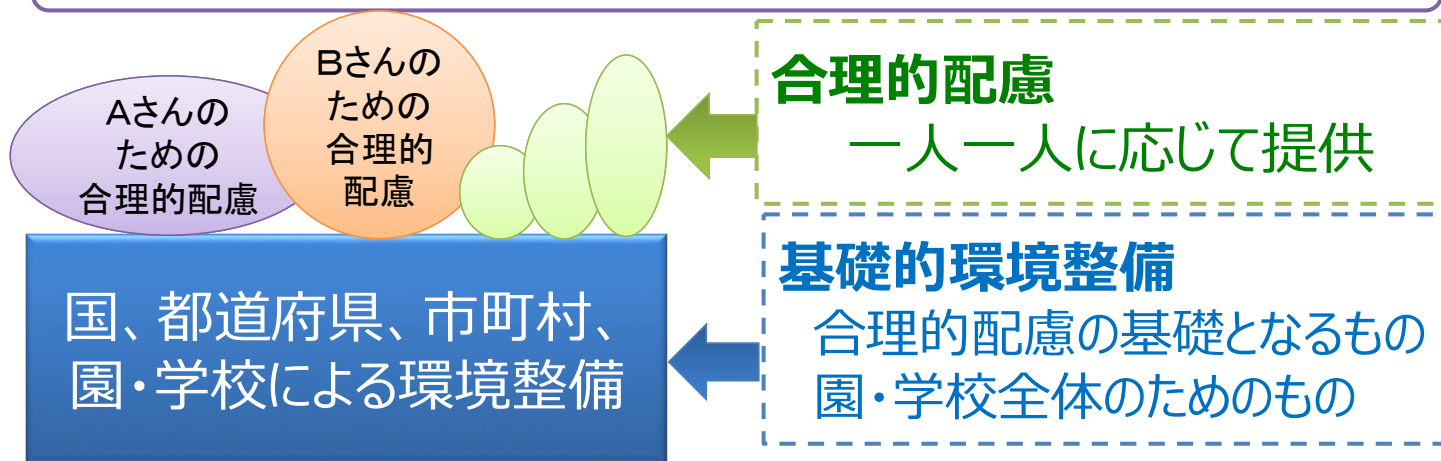 Aさんの
ための
合理的配慮
Bさんの
ための
合理的
配慮
合理的配慮
一人一人に応じて提供
国、都道府県、市町村、
園・学校による環境整備
基礎的環境整備
合理的配慮の基礎となるもの
園・学校全体のためのもの